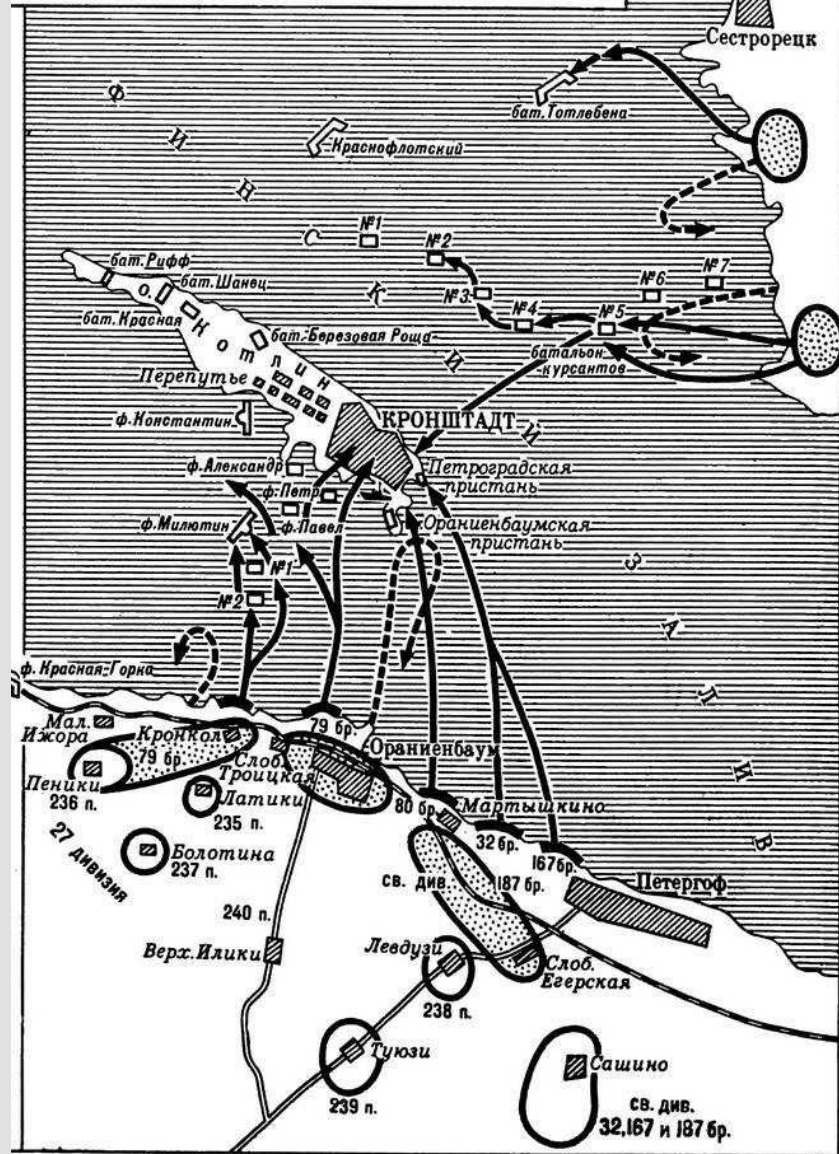 Сестрорецк
бат. Тотлебена
Краснофлотский
ФИНСКИЙ ЗАЛИВ
№1
№2
№3
№4
№5
№6
№7
батальон
курсантов
бат. Рифф
бат. Шанец
бат. Красная
о. Котлин
бат. Березовая Роща
Перепутье
ф. Константин
КРОНШТАДТ
ф. Александр
ф. Петр
Петроградская
пристань
ф. Милютин
ф. Павел
Ораниенбаумская
пристань
№1
№2
ф. Красная-Горка
Мал.
Ижора
Кронкол
79 бр.
79 бр.
Слоб.
Троицкая
Ораниенбаум
Пеники
236 п.
Латики
235 п.
80 бр.
Мартышкино
32 бр.
167 бр.
27 дивизия
Болотина
237 п.
св. див.
187 бр.
Петергоф
240 п.
Верх. Илики
Левдузи
238 п.
Слоб.
Егерская
Туюзи
239 п.
Сашино
св. див.
32,167 и 187 бр.